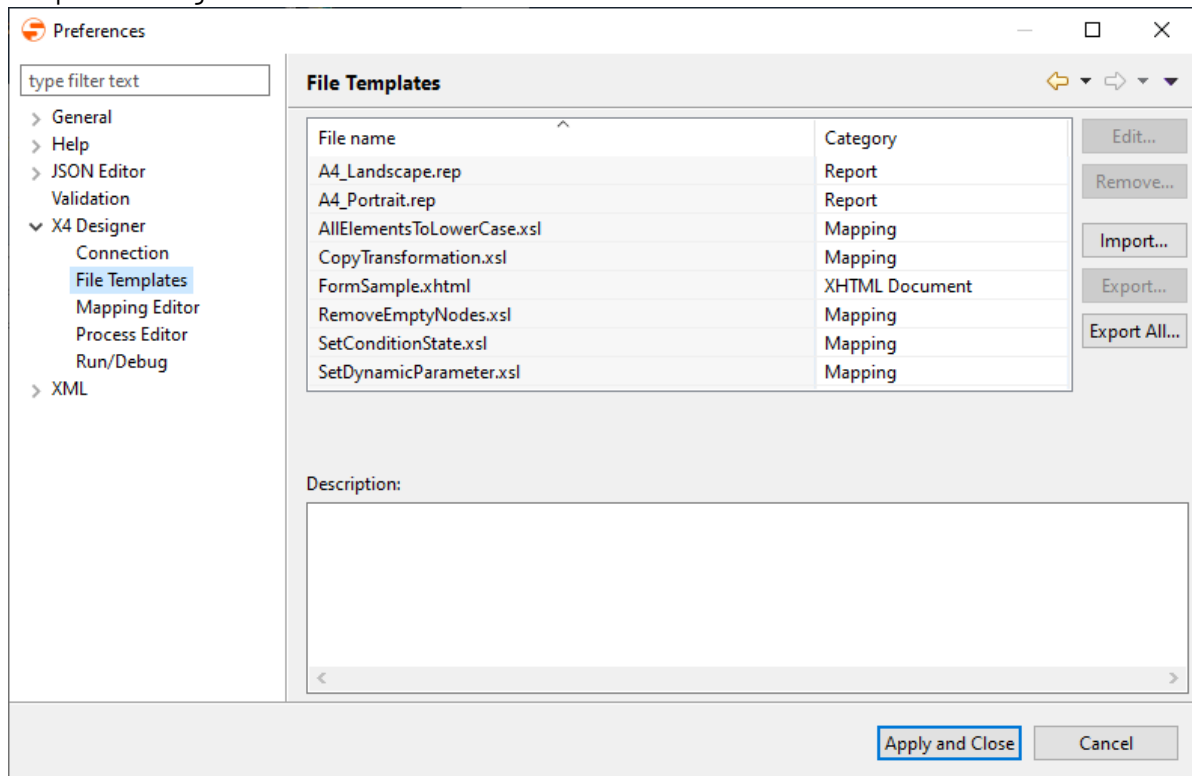 Preferences
type filter text
General
Help
JSON Editor
Validation
X4 Designer
Connection
File Templates
Mapping Editor
Process Editor
Run/Debug
XML
File Templates
File name Category
A4_Landscape.rep Report
A4_Portrait.rep Report
AllElementsToLowerCase.xsl Mapping
CopyTransformation.xsl Mapping
FormSample.xhtml XHTML Document
RemoveEmptyNodes.xsl Mapping
SetConditionState.xsl Mapping
SetDynamicParameter.xsl Mapping
Edit...
Remove...
Import...
Export...
Export All...
Description:
Apply and Close Cancel